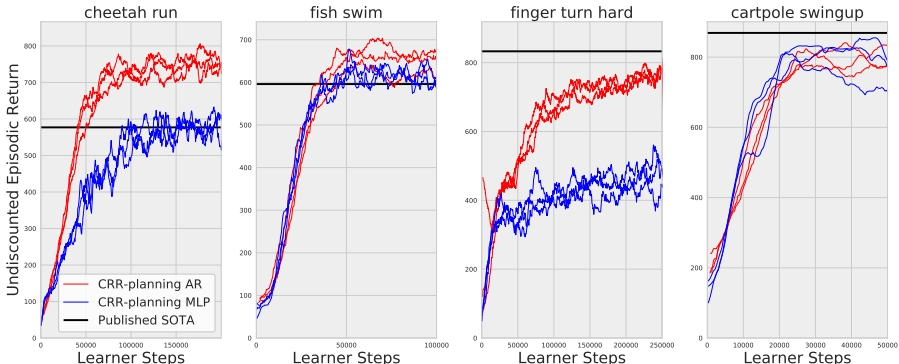 cheetah run
fish swim
finger turn hard
cartpole swingup
Undiscounted Episodic Return
800
700
600
500
400
300
200
100
0
CRR-planning AR
CRR-planning MLP
Published SOTA
0 50000 100000 150000
Learner Steps
700
600
500
400
300
200
100
0
0 50000 100000
Learner Steps
800
600
400
200
0
0 50000 100000 150000 200000 250000
Learner Steps
800
600
400
200
0
0 10000 20000 30000 40000 50000
Learner Steps